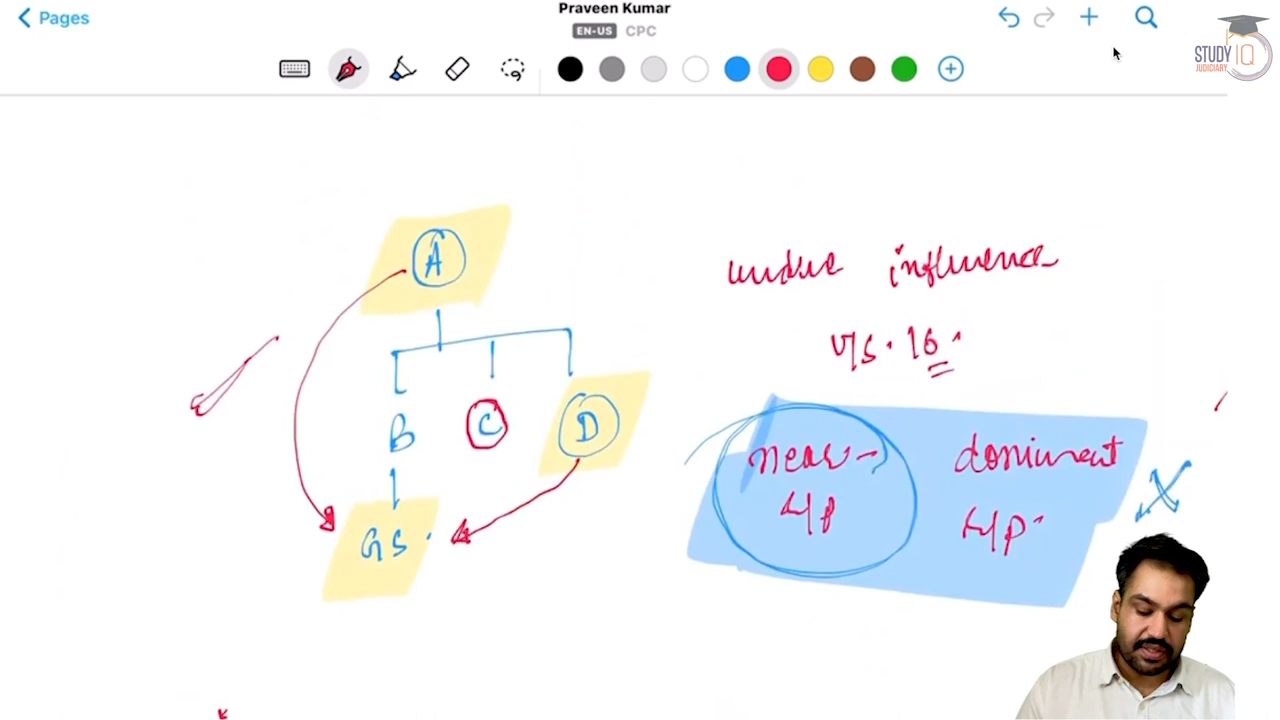 Pages
Praveen Kumar
EN-US CPC
STUDY IQ
JUDICIARY
A
B C D
GS.
undue influence
U/S. 16.
near
dominant